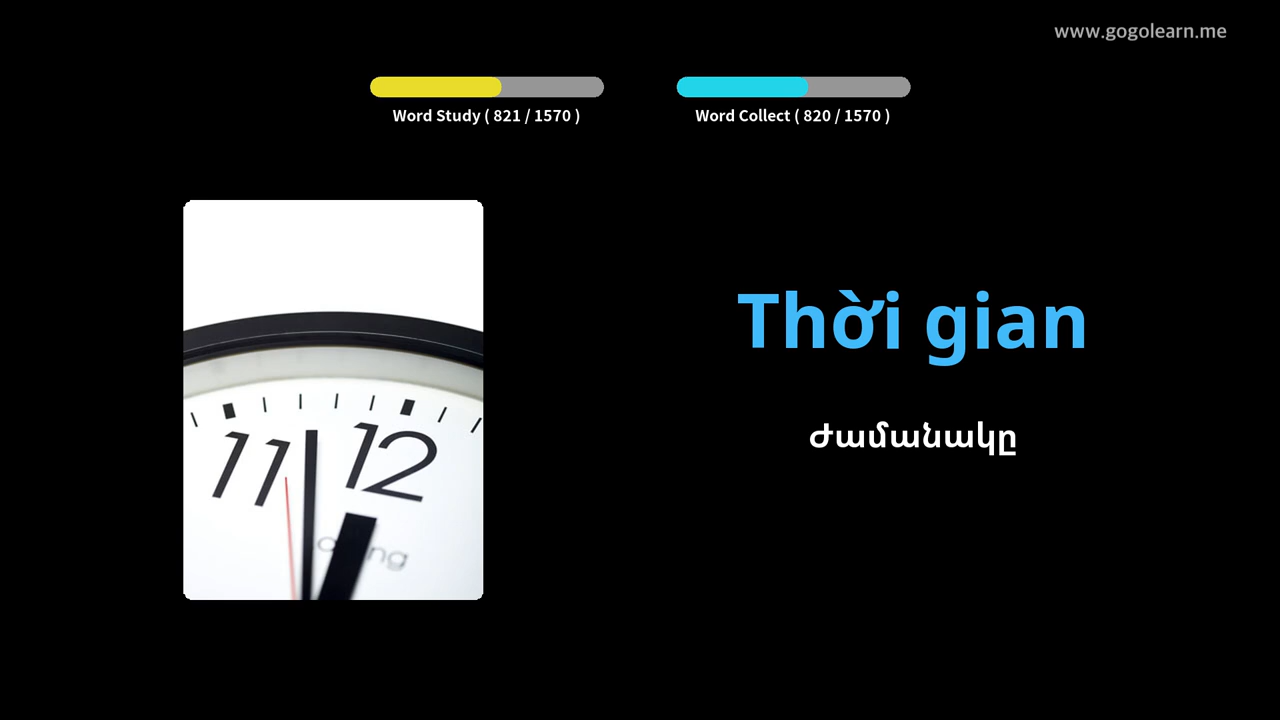 www.gogolearn.me
Word Study ( 821 / 1570 )
Word Collect ( 820 / 1570 )
Thời gian
ժամանակը
11
12